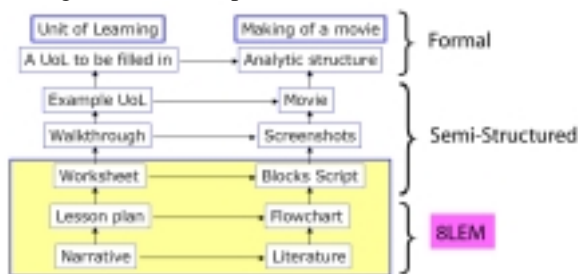 Unit of Learning Making of a movie
Formal
A UoL to be filled in Analytic structure
Example UoL Movie
Walkthrough Screenshots
Semi-Structured
Worksheet Blocks Script
Lesson plan Flowchart
8LEM
Narrative Literature